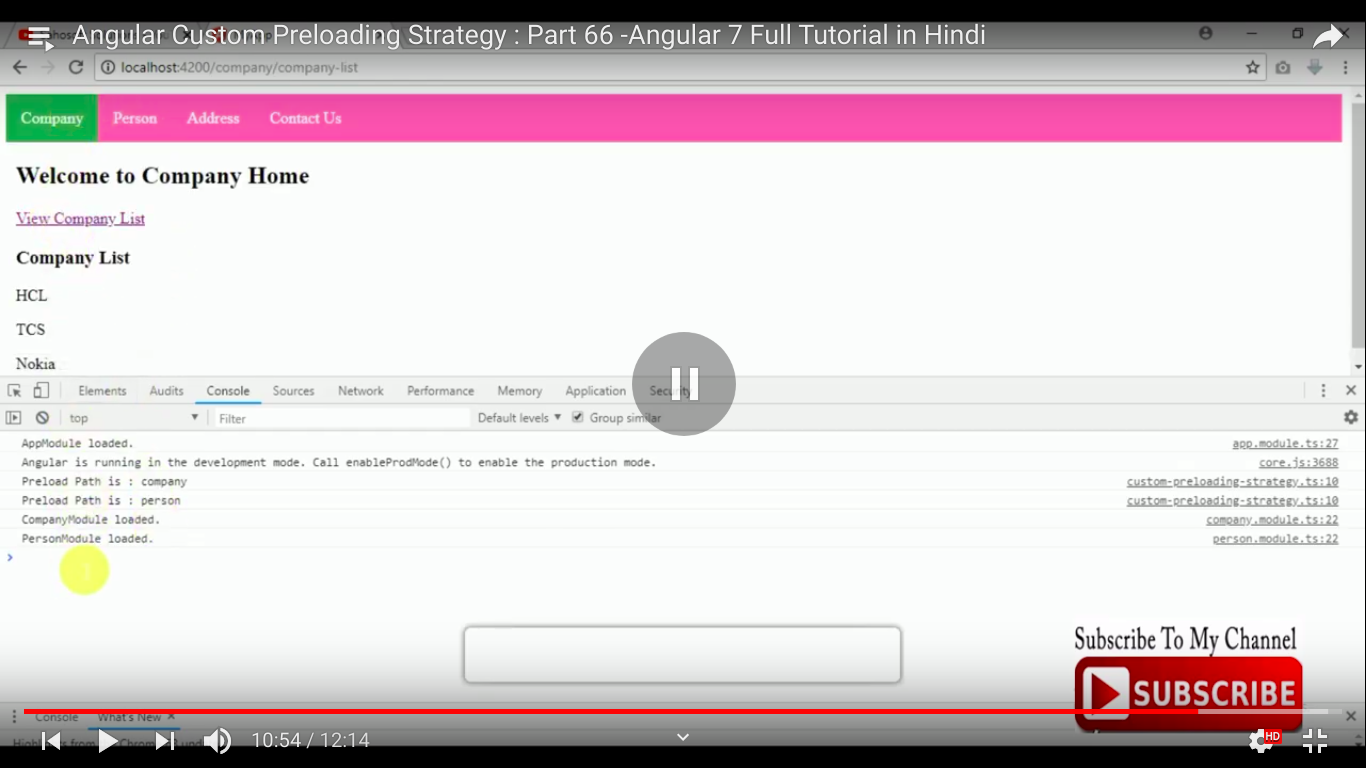 Angular Custom Preloading Strategy : Part 66 -Angular 7 Full Tutorial in Hindi
localhost:4200/company/company-list
Company Person Address Contact Us
Welcome to Company Home
View Company List
Company List
HCL
TCS
Nokia
Elements Audits Console Sources Network Performance Memory Application Security
top Filter Default levels Group similar
AppModule loaded. app.module.ts:27
Angular is running in the development mode. Call enableProdMode() to enable the production mode. core.js:3688
Preload Path is : company custom-preloading-strategy.ts:10
Preload Path is : person custom-preloading-strategy.ts:10
CompanyModule loaded. company.module.ts:22
PersonModule loaded. person.module.ts:22
Subscribe To My Channel
SUBSCRIBE
Console What's New
10:54 / 12:14 HD